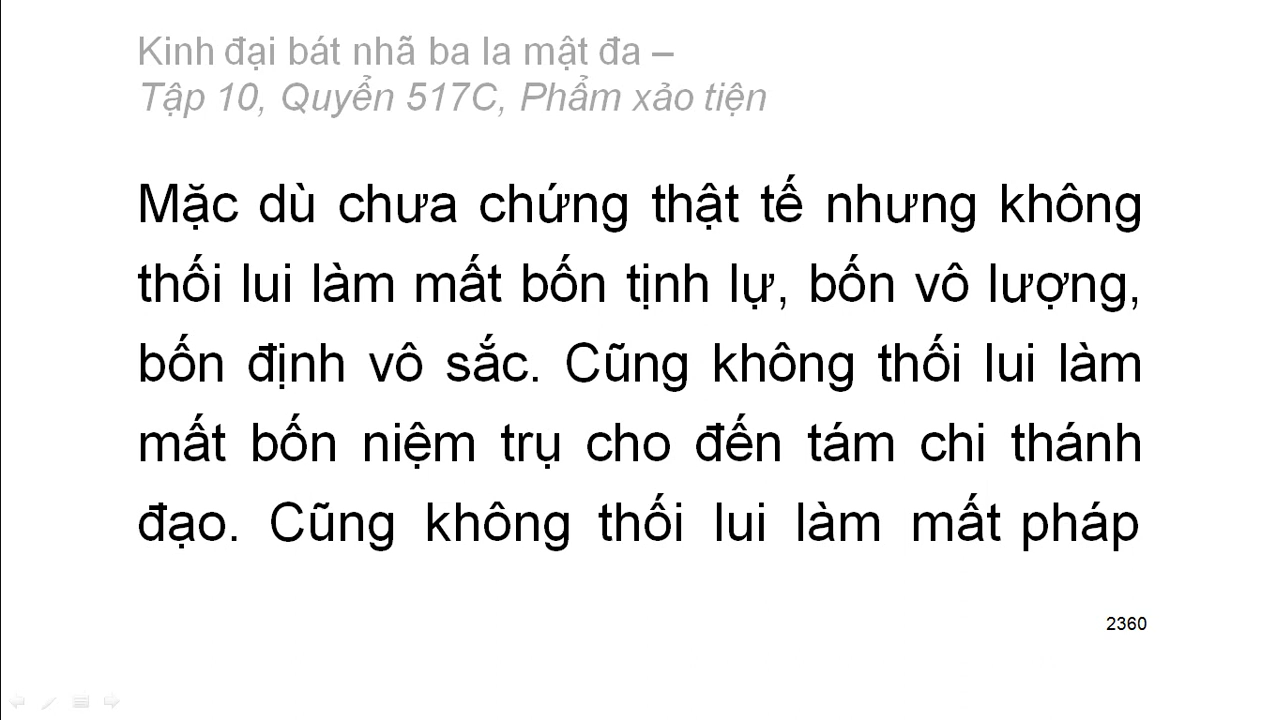 Kinh đại bát nhã ba la mật đa –
Tập 10, Quyển 517C, Phẩm xảo tiện
Mặc dù chưa chứng thật tế nhưng không
thối lui làm mất bốn tịnh lự, bốn vô lượng,
bốn định vô sắc. Cũng không thối lui làm
mất bốn niệm trụ cho đến tám chi thánh
đạo. Cũng không thối lui làm mất pháp
2360